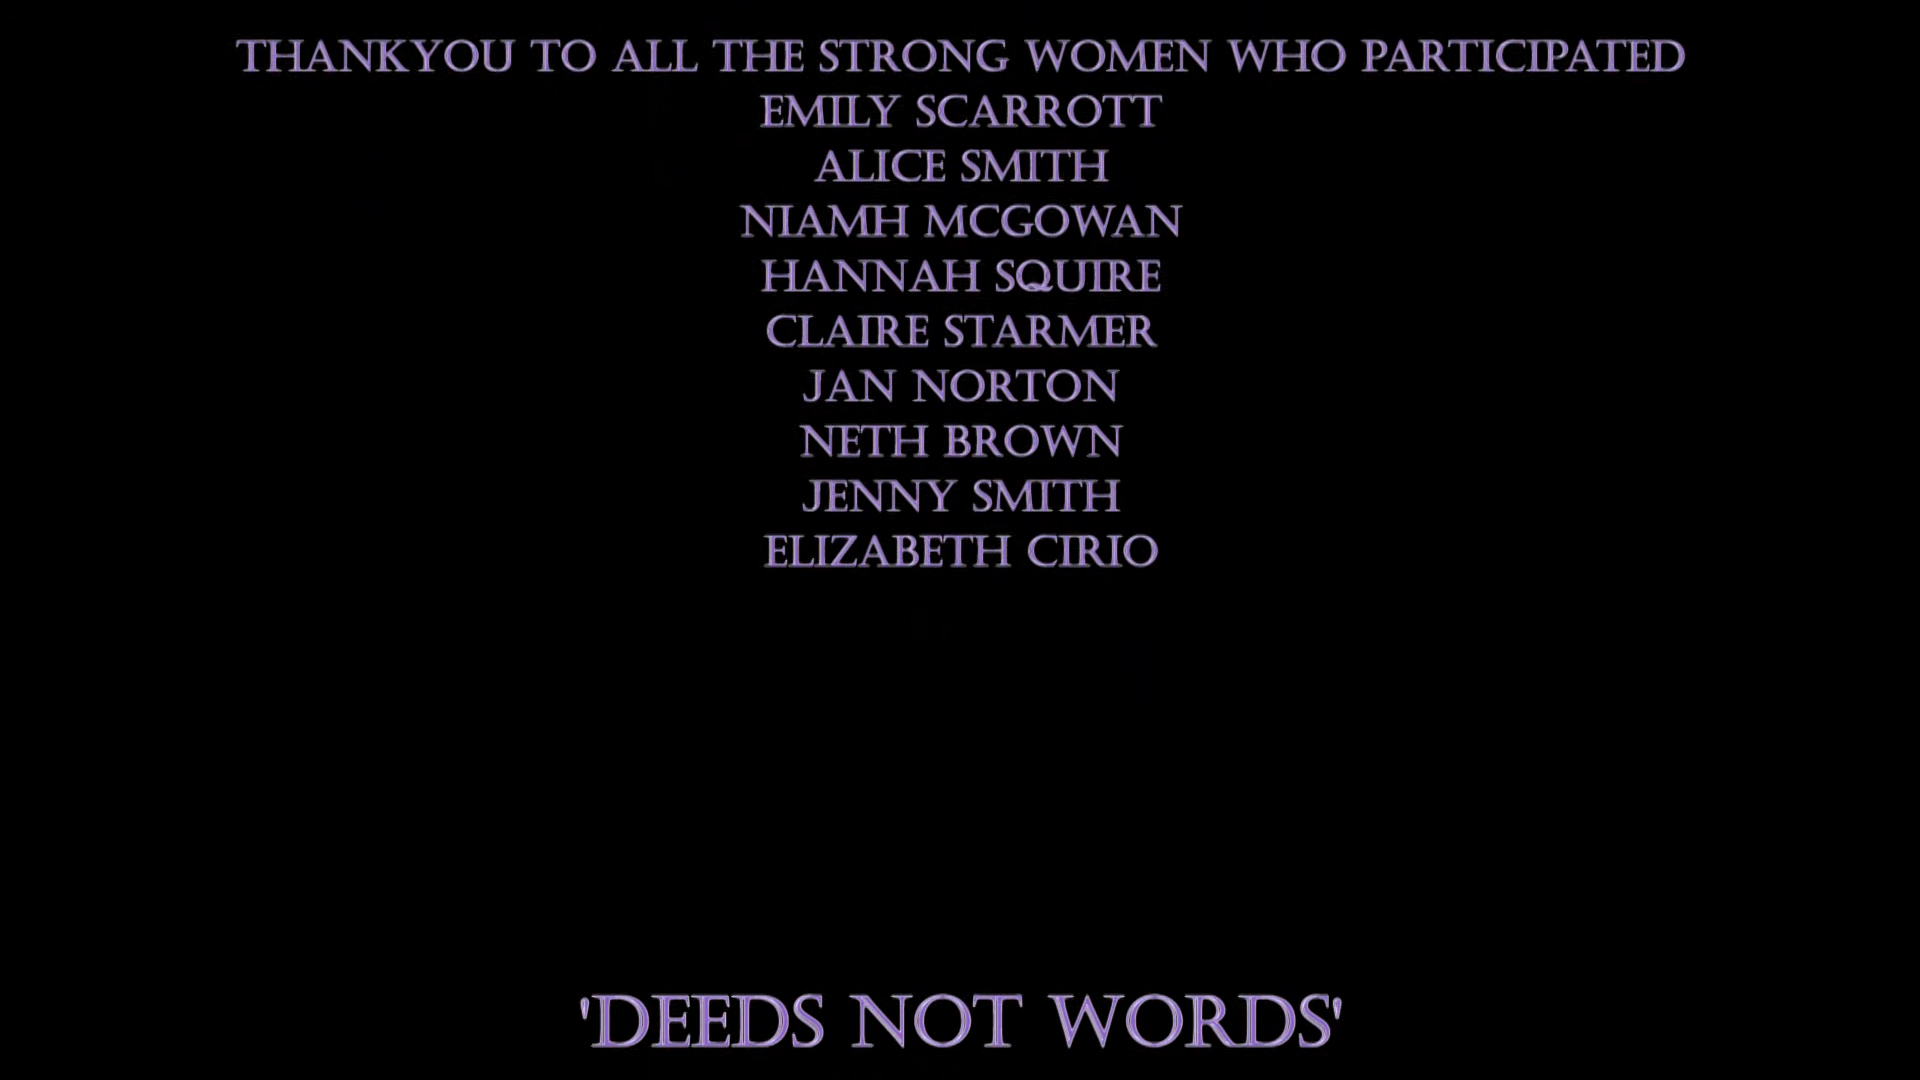 THANKYOU TO ALL THE STRONG WOMEN WHO PARTICIPATED
EMILY SCARROTT
ALICE SMITH
NIAMH MCGOWAN
HANNAH SQUIRE
CLAIRE STARMER
JAN NORTON
NETH BROWN
JENNY SMITH
ELIZABETH CIRIO
'DEEDS NOT WORDS'